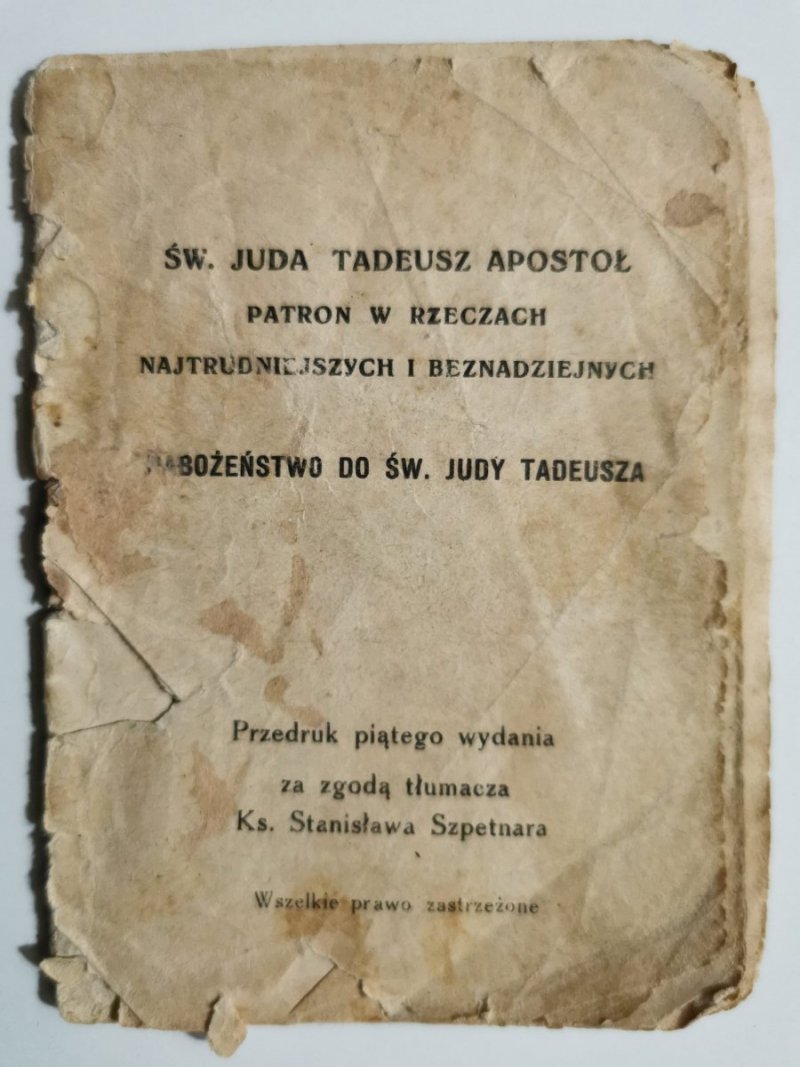 ŚW. JUDA TADEUSZ APOSTOŁ
PATRON W RZECZACH
NAJTRUDNIEJSZYCH I BEZNADZIEJNYCH
NABOŻEŃSTWO DO ŚW. JUDY TADEUSZA
Przedruk piątego wydania
za zgodą tłumacza
Ks. Stanisława Szpetnara
Wszelkie prawo zastrzeżone